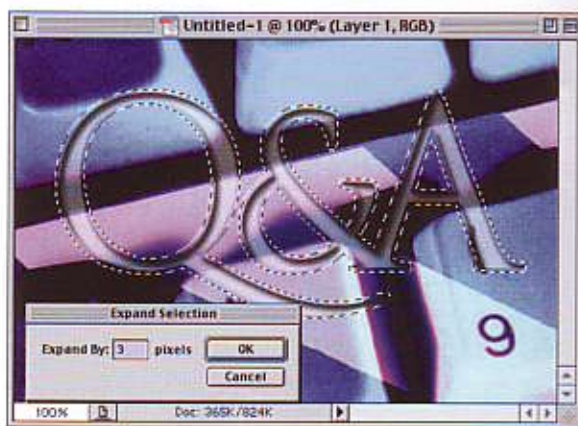 Untitled-1 @ 100% (Layer 1, RGB)
Q&A
9
Expand Selection
Expand By: 3 pixels OK
Cancel
100% Doc: 365K/824K